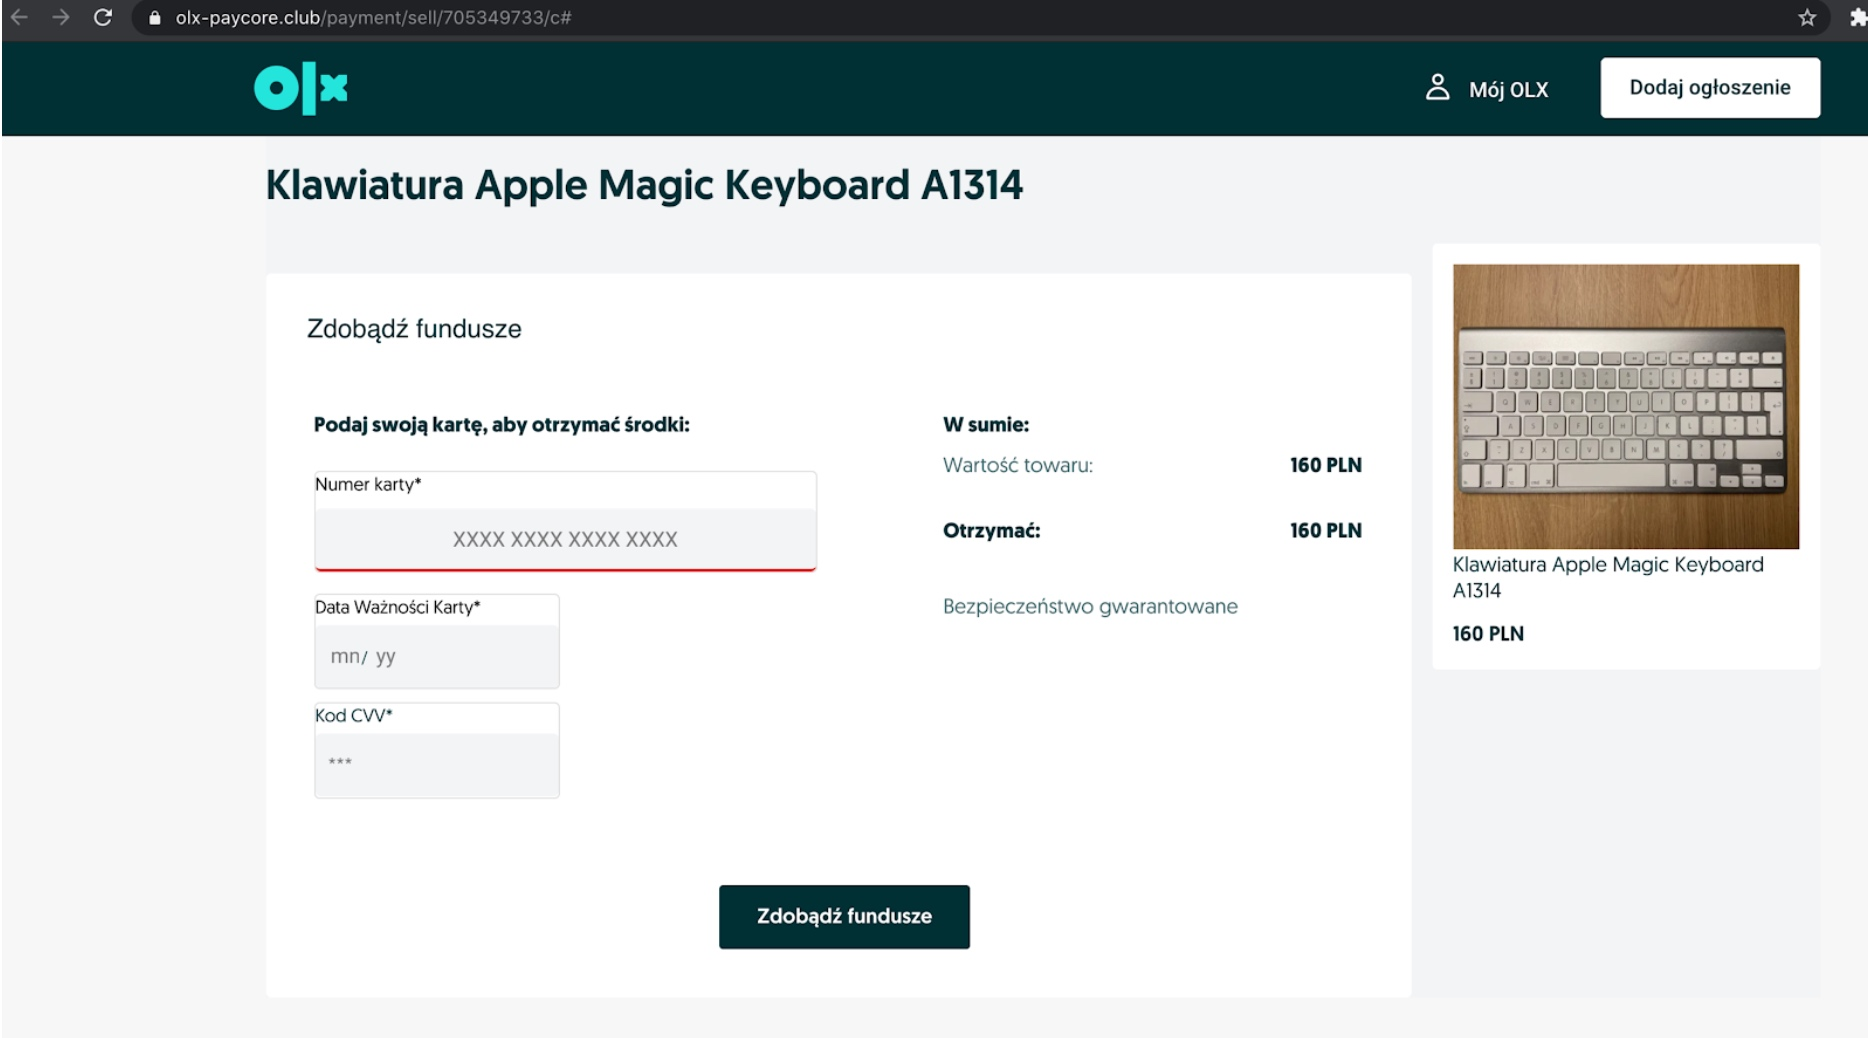 olx-paycore.club/payment/sell/705349733/c#
olx
Mój OLX
Dodaj ogłoszenie
Klawiatura Apple Magic Keyboard A1314
Zdobądź fundusze
Podaj swoją kartę, aby otrzymać środki:
Numer karty*
XXXX XXXX XXXX XXXX
Data Ważności Karty*
mn/ yy
Kod CVV*
***
W sumie:
Wartość towaru: 160 PLN
Otrzymać: 160 PLN
Bezpieczeństwo gwarantowane
Zdobądź fundusze
Klawiatura Apple Magic Keyboard
A1314
160 PLN